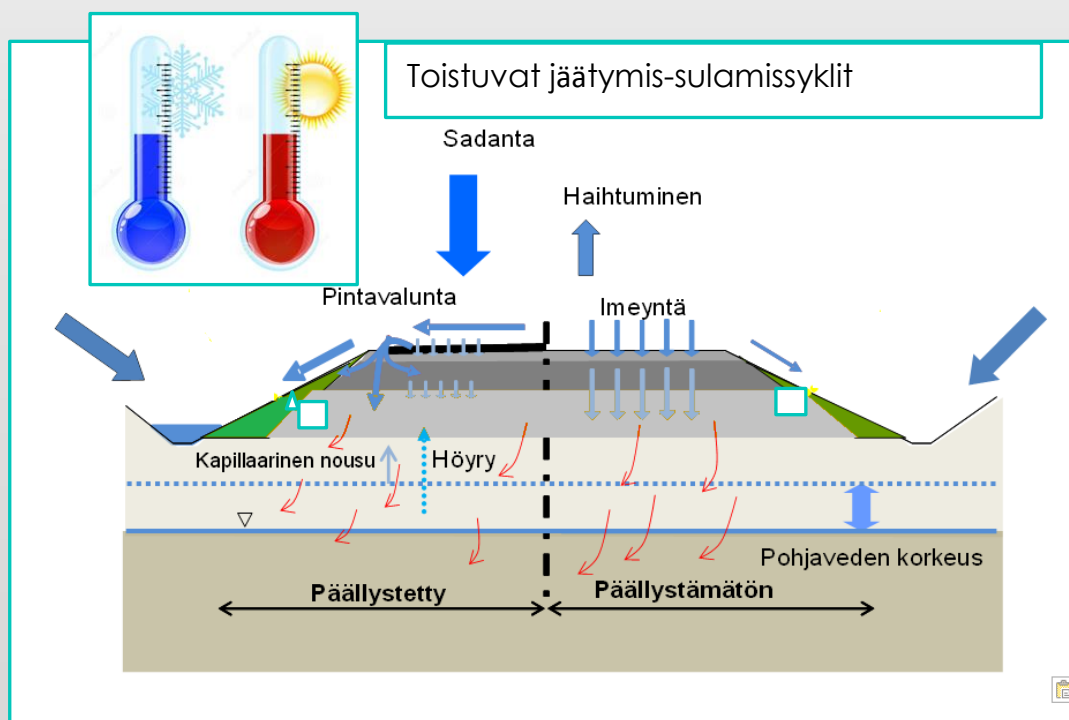 Toistuvat jäätymis-sulamissyklit
Sadanta
Haihtuminen
Pintavalunta
Imeyntä
Kapillaarinen nousu
Höyry
Pohjaveden korkeus
Päällystetty
Päällystämätön